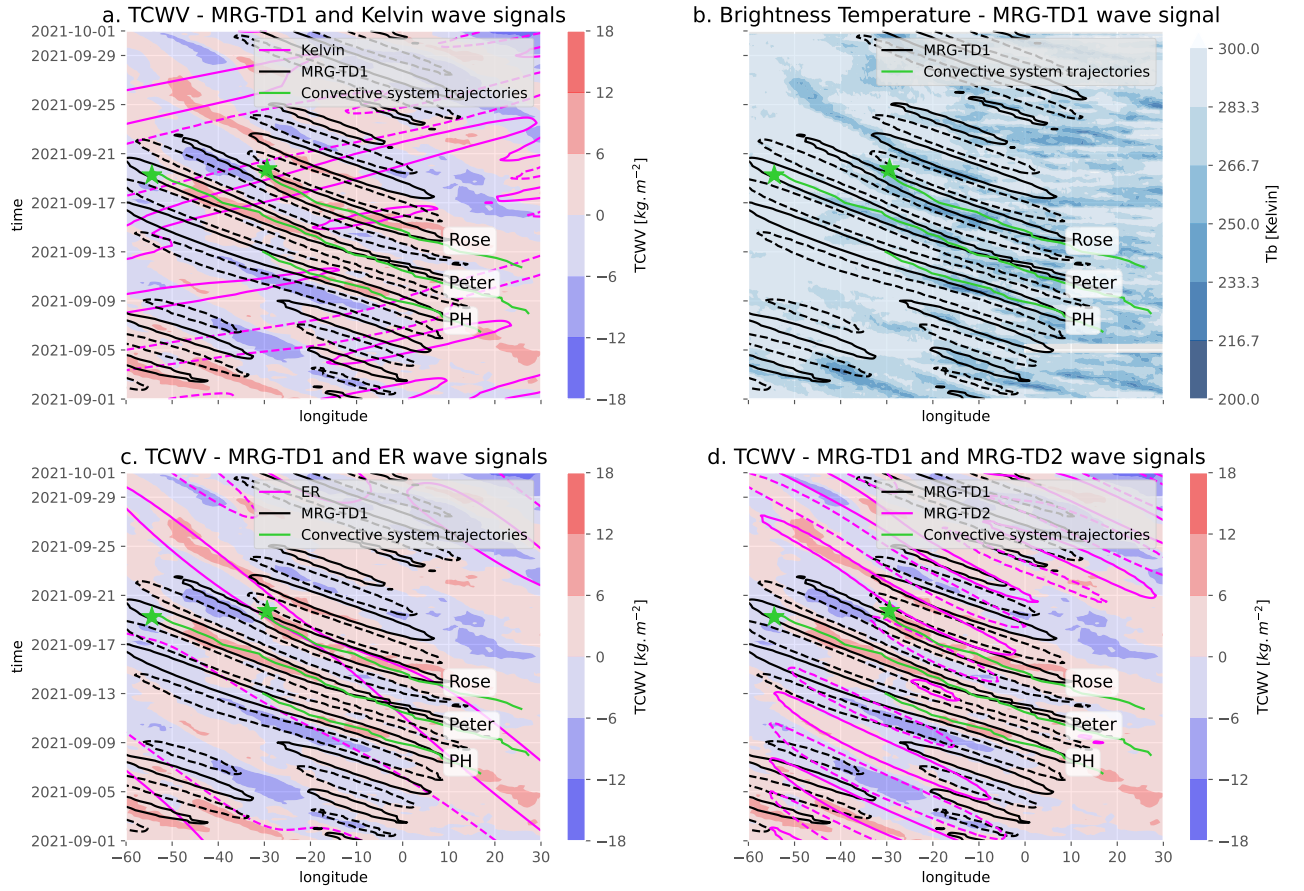 a. TCWV - MRG-TD1 and Kelvin wave signals
Kelvin
MRG-TD1
Convective system trajectories
2021-10-01
2021-09-29
2021-09-25
2021-09-21
2021-09-17
2021-09-13
2021-09-09
2021-09-05
2021-09-01
time
longitude
Rose
Peter
PH
18
12
6
0
−6
−12
−18
TCWV [kg. m⁻²]
b. Brightness Temperature - MRG-TD1 wave signal
MRG-TD1
Convective system trajectories
Rose
Peter
PH
longitude
300.0
283.3
266.7
250.0
233.3
216.7
200.0
Tb [Kelvin]
c. TCWV - MRG-TD1 and ER wave signals
ER
MRG-TD1
Convective system trajectories
2021-10-01
2021-09-29
2021-09-25
2021-09-21
2021-09-17
2021-09-13
2021-09-09
2021-09-05
2021-09-01
time
Rose
Peter
PH
−60 −50 −40 −30 −20 −10 0 10 20 30
longitude
18
12
6
0
−6
−12
−18
TCWV [kg. m⁻²]
d. TCWV - MRG-TD1 and MRG-TD2 wave signals
MRG-TD1
MRG-TD2
Convective system trajectories
Rose
Peter
PH
−60 −50 −40 −30 −20 −10 0 10 20 30
longitude
18
12
6
0
−6
−12
−18
TCWV [kg. m⁻²]